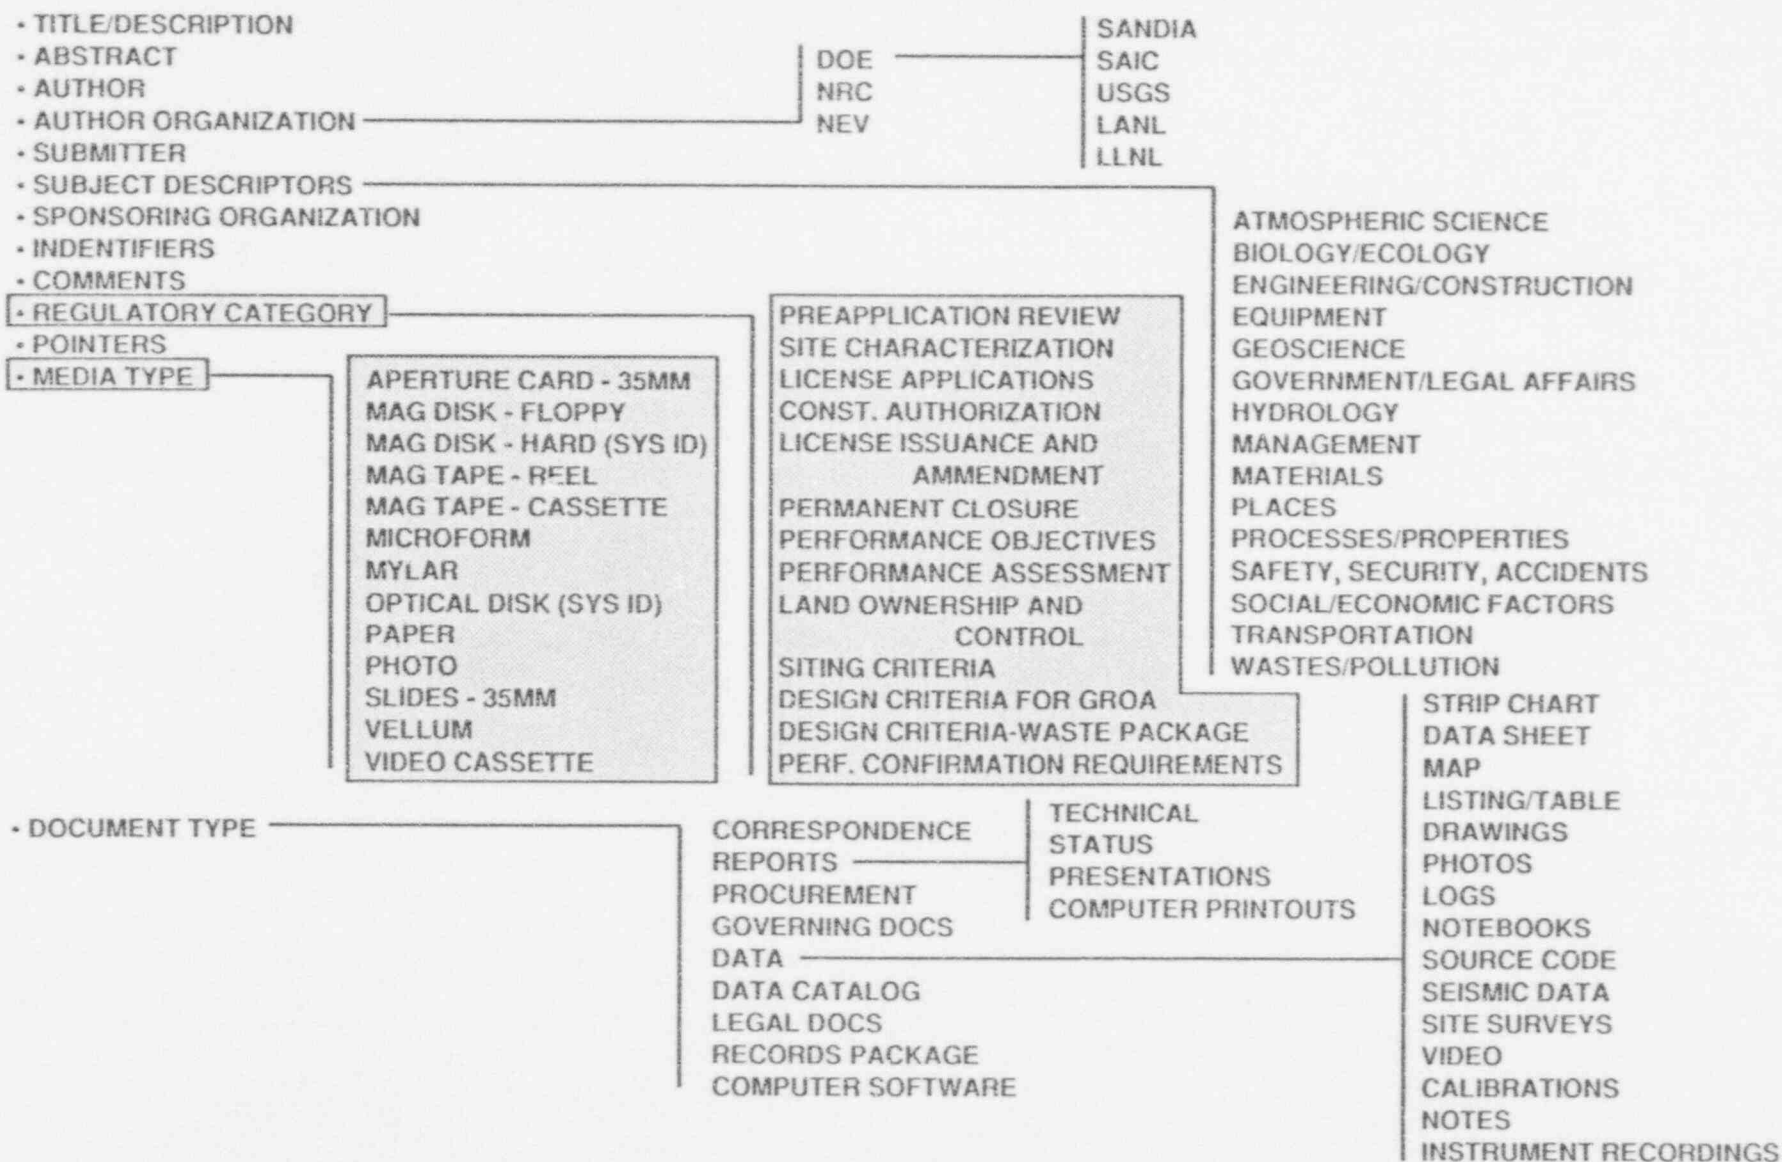 • TITLE/DESCRIPTION
• ABSTRACT
• AUTHOR
• AUTHOR ORGANIZATION
• SUBMITTER
• SUBJECT DESCRIPTORS
• SPONSORING ORGANIZATION
• INDENTIFIERS
• COMMENTS
• REGULATORY CATEGORY
• POINTERS
• MEDIA TYPE
DOE
NRC
NEV
SANDIA
SAIC
USGS
LANL
LLNL
ATMOSPHERIC SCIENCE
BIOLOGY/ECOLOGY
ENGINEERING/CONSTRUCTION
EQUIPMENT
GEOSCIENCE
GOVERNMENT/LEGAL AFFAIRS
HYDROLOGY
MANAGEMENT
MATERIALS
PLACES
PROCESSES/PROPERTIES
SAFETY, SECURITY, ACCIDENTS
SOCIAL/ECONOMIC FACTORS
TRANSPORTATION
WASTES/POLLUTION
PREAPPLICATION REVIEW
SITE CHARACTERIZATION
LICENSE APPLICATIONS
CONST. AUTHORIZATION
LICENSE ISSUANCE AND
AMMENDMENT
PERMANENT CLOSURE
PERFORMANCE OBJECTIVES
PERFORMANCE ASSESSMENT
LAND OWNERSHIP AND
CONTROL
SITING CRITERIA
DESIGN CRITERIA FOR GROA
DESIGN CRITERIA-WASTE PACKAGE
PERF. CONFIRMATION REQUIREMENTS
APERTURE CARD - 35MM
MAG DISK - FLOPPY
MAG DISK - HARD (SYS ID)
MAG TAPE - REEL
MAG TAPE - CASSETTE
MICROFORM
MYLAR
OPTICAL DISK (SYS ID)
PAPER
PHOTO
SLIDES - 35MM
VELLUM
VIDEO CASSETTE
• DOCUMENT TYPE
CORRESPONDENCE
REPORTS
PROCUREMENT
GOVERNING DOCS
DATA
DATA CATALOG
LEGAL DOCS
RECORDS PACKAGE
COMPUTER SOFTWARE
TECHNICAL
STATUS
PRESENTATIONS
COMPUTER PRINTOUTS
STRIP CHART
DATA SHEET
MAP
LISTING/TABLE
DRAWINGS
PHOTOS
LOGS
NOTEBOOKS
SOURCE CODE
SEISMIC DATA
SITE SURVEYS
VIDEO
CALIBRATIONS
NOTES
INSTRUMENT RECORDINGS